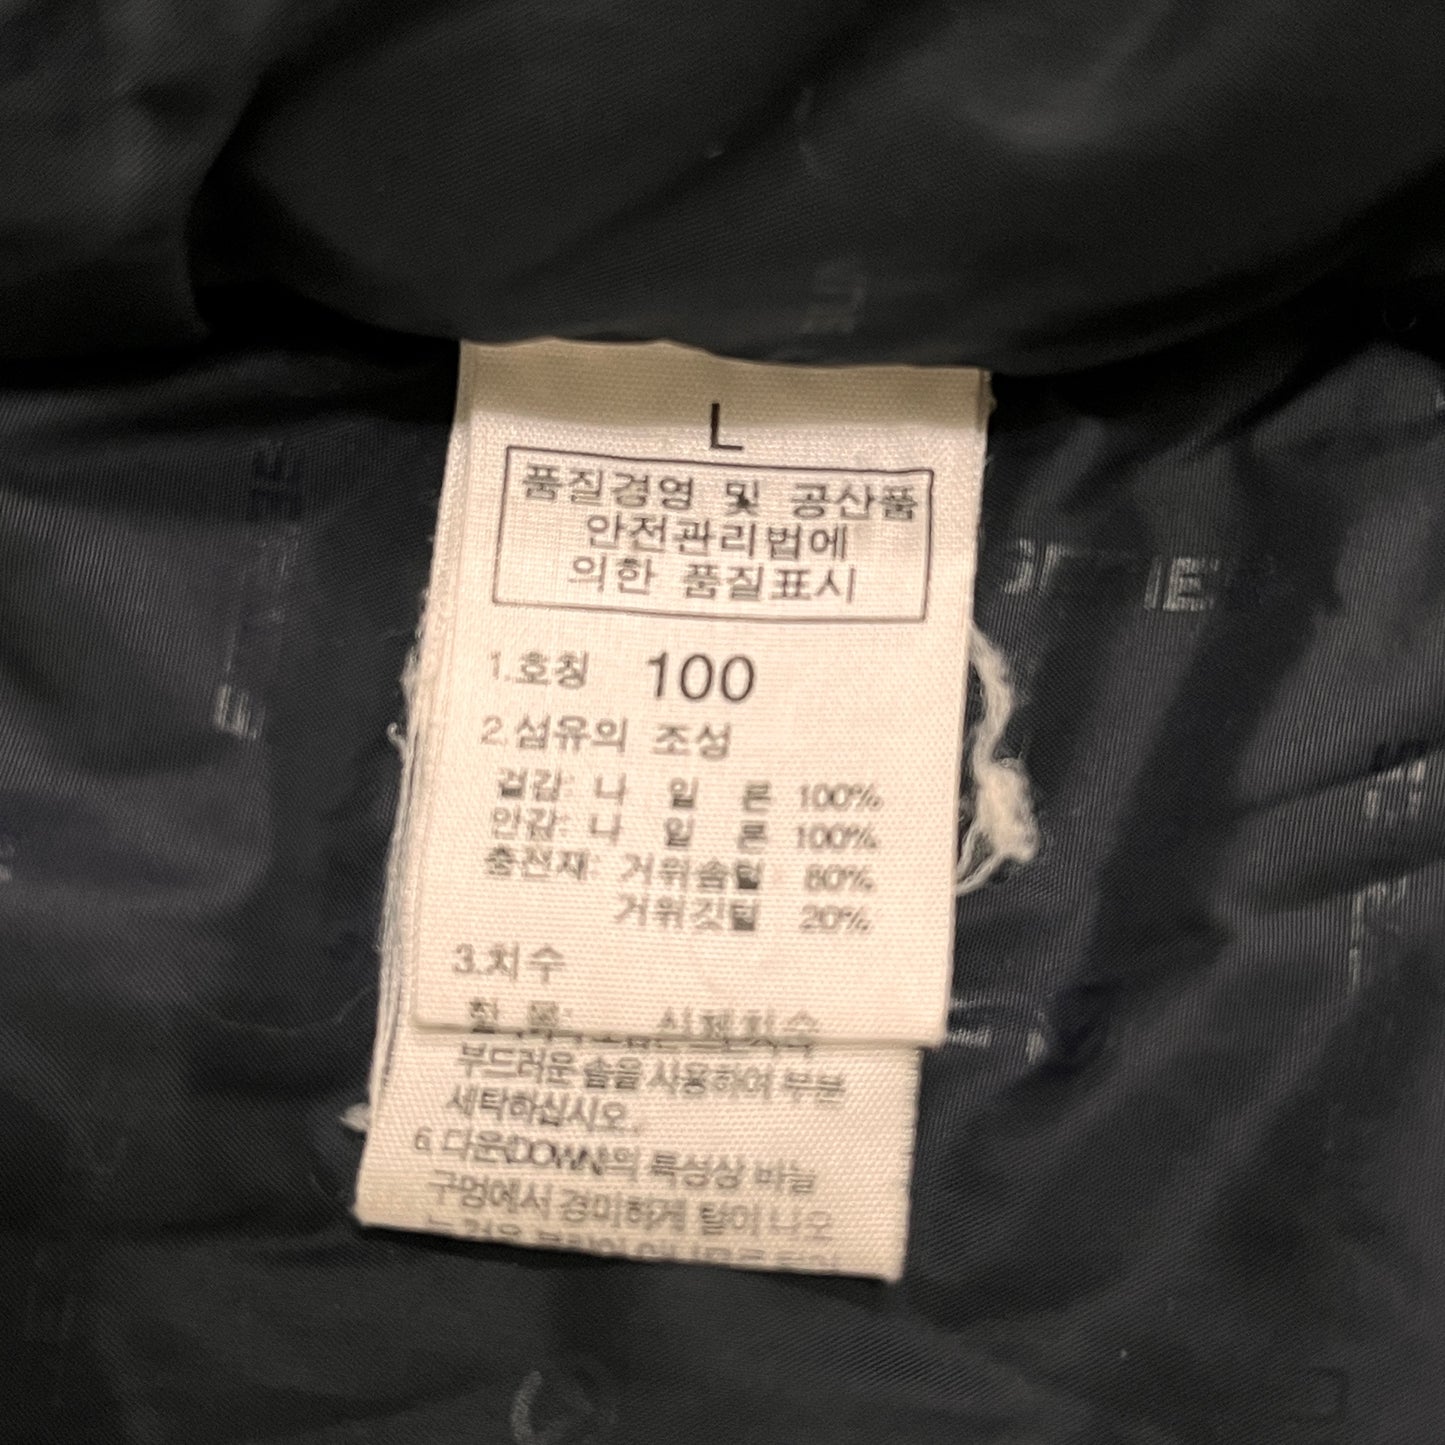 L
품질경영 및 공산품
안전관리법에
의한 품질표시
1.호칭 100
2.섬유의 조성
겉감: 나 일 론 100%
안감: 나 일 론 100%
충전재: 거위솜털 80%
거위깃털 20%
3.치수
신체치수
부드러운 솜을 사용하여 부분
세탁하십시오.
6.다운(DOWN)의 특성상 바늘
구멍에서 경미하게 털이 나오